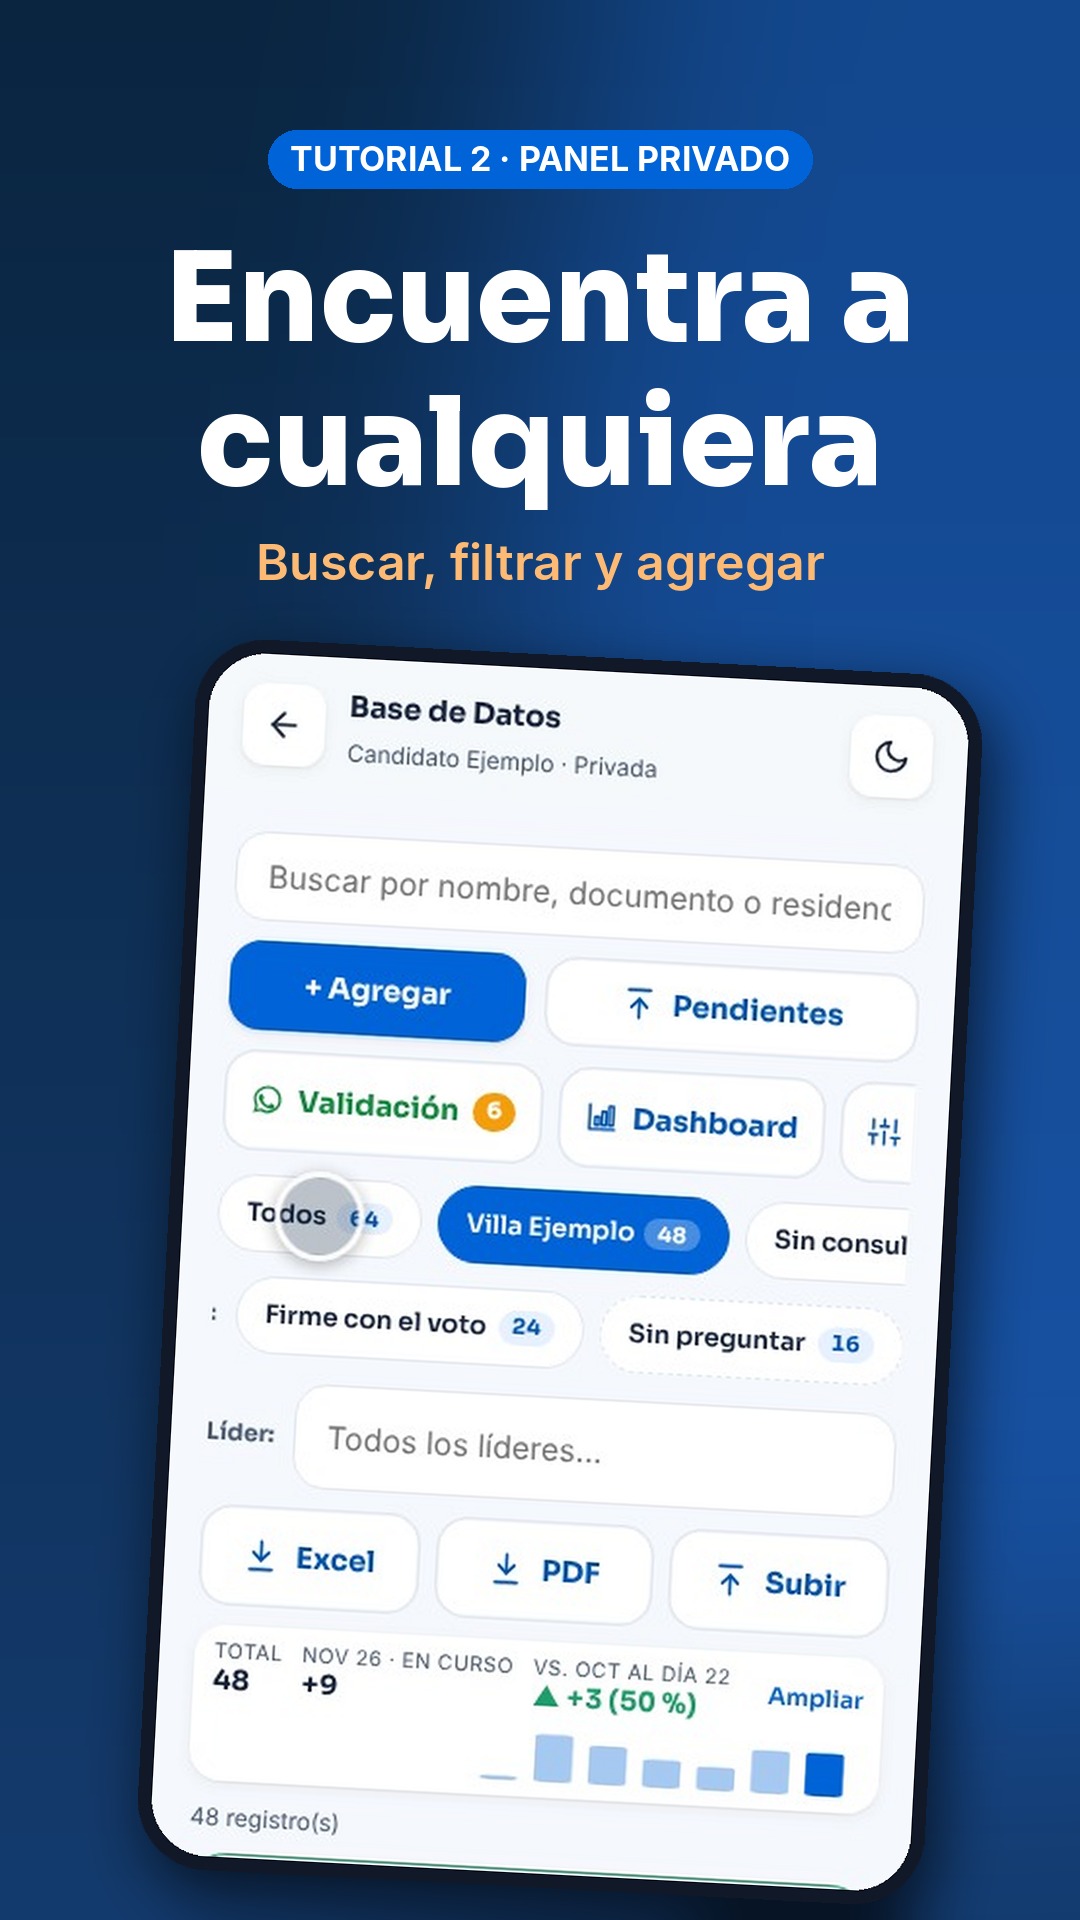 TUTORIAL 2 · PANEL PRIVADO
Encuentra a
cualquiera
Buscar, filtrar y agregar
Base de Datos
Candidato Ejemplo · Privada
Buscar por nombre, documento o residenc
+ Agregar
Pendientes
Validación 6
Dashboard
Todos 64
Villa Ejemplo 48
Sin consul
: Firme con el voto 24
Sin preguntar 16
Líder:
Todos los líderes...
Excel
PDF
Subir
TOTAL
48
NOV 26 · EN CURSO
+9
VS. OCT AL DÍA 22
▲ +3 (50 %)
Ampliar
48 registro(s)